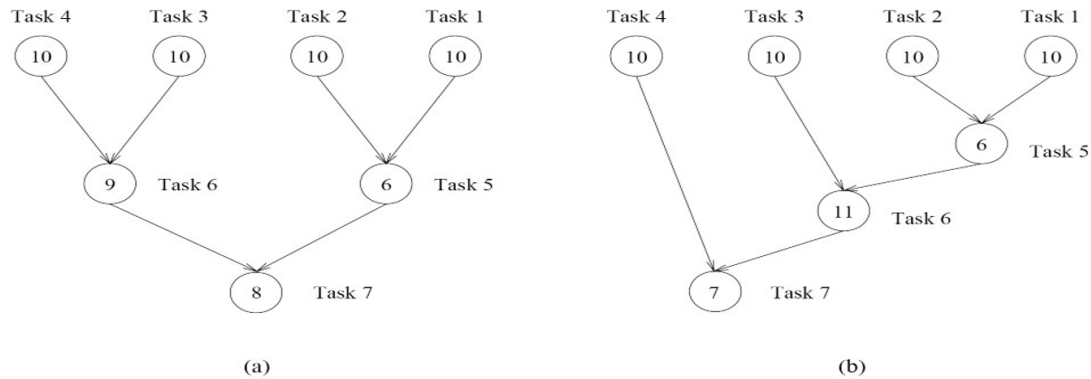 Task 4 Task 3 Task 2 Task 1
10 10 10 10
9 Task 6 6 Task 5
8 Task 7
(a)
Task 4 Task 3 Task 2 Task 1
10 10 10 10
6 Task 5
11 Task 6
7 Task 7
(b)